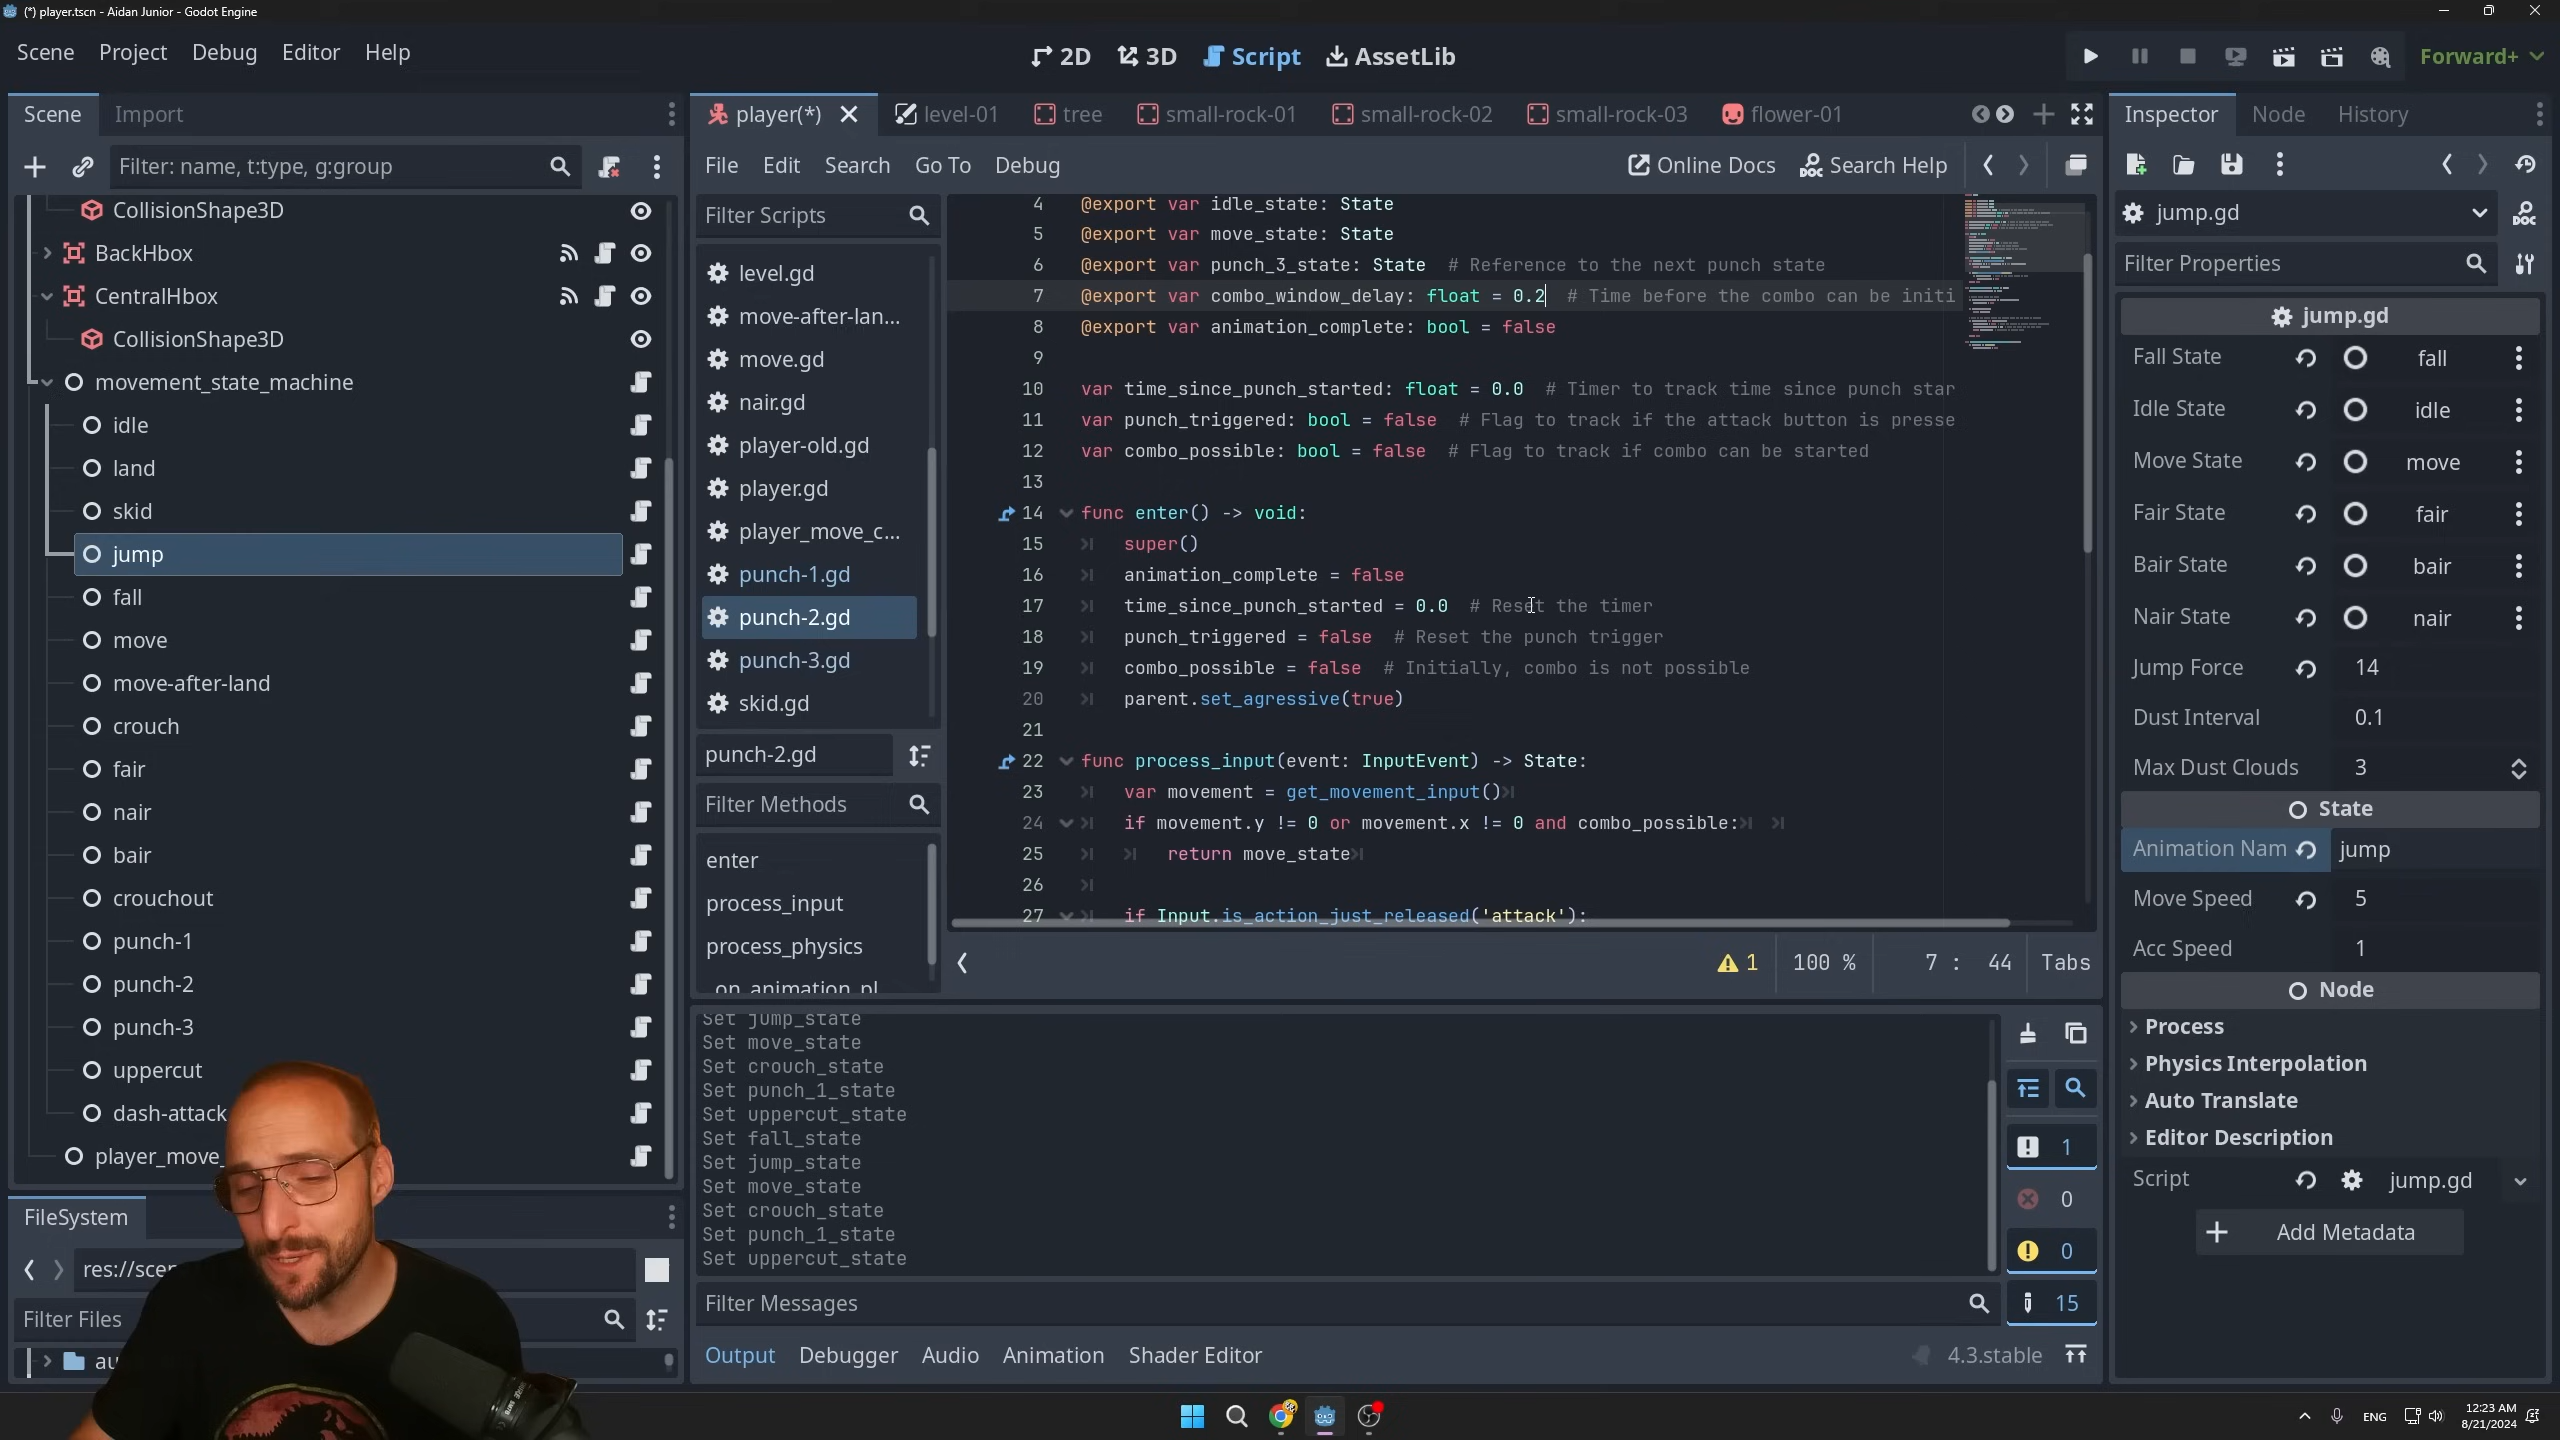 (*) player.tscn - Aidan Junior - Godot Engine
Scene Project Debug Editor Help
2D 3D Script AssetLib
Forward+
Scene Import
Filter: name, t:type, g:group
CollisionShape3D
BackHbox
CentralHbox
CollisionShape3D
movement_state_machine
idle
land
skid
jump
fall
move
move-after-land
crouch
fair
nair
bair
crouchout
punch-1
punch-2
punch-3
uppercut
dash-attack
player_move_
FileSystem
res://scer
Filter Files
au
player(*) level-01 tree small-rock-01 small-rock-02 small-rock-03 flower-01
File Edit Search Go To Debug
Online Docs Search Help
Filter Scripts
level.gd
move-after-lan...
move.gd
nair.gd
player-old.gd
player.gd
player_move_c...
punch-1.gd
punch-2.gd
punch-3.gd
skid.gd
punch-2.gd
Filter Methods
enter
process_input
process_physics
_on_animation_pl
4 @export var idle_state: State
5 @export var move_state: State
6 @export var punch_3_state: State # Reference to the next punch state
7 @export var combo_window_delay: float = 0.2 # Time before the combo can be initi
8 @export var animation_complete: bool = false
9
10 var time_since_punch_started: float = 0.0 # Timer to track time since punch star
11 var punch_triggered: bool = false # Flag to track if the attack button is presse
12 var combo_possible: bool = false # Flag to track if combo can be started
13
14 func enter() -> void:
15 super()
16 animation_complete = false
17 time_since_punch_started = 0.0 # Reset the timer
18 punch_triggered = false # Reset the punch trigger
19 combo_possible = false # Initially, combo is not possible
20 parent.set_agressive(true)
21
22 func process_input(event: InputEvent) -> State:
23 var movement = get_movement_input()
24 if movement.y != 0 or movement.x != 0 and combo_possible:
25 return move_state
26
27 if Input.is_action_just_released('attack'):
1 100 % 7 : 44 Tabs
Set jump_state
Set move_state
Set crouch_state
Set punch_1_state
Set uppercut_state
Set fall_state
Set jump_state
Set move_state
Set crouch_state
Set punch_1_state
Set uppercut_state
1
0
0
15
Filter Messages
Output Debugger Audio Animation Shader Editor
4.3.stable
Inspector Node History
jump.gd
Filter Properties
jump.gd
Fall State fall
Idle State idle
Move State move
Fair State fair
Bair State bair
Nair State nair
Jump Force 14
Dust Interval 0.1
Max Dust Clouds 3
State
Animation Nam jump
Move Speed 5
Acc Speed 1
Node
Process
Physics Interpolation
Auto Translate
Editor Description
Script jump.gd
Add Metadata
ENG
12:23 AM
8/21/2024